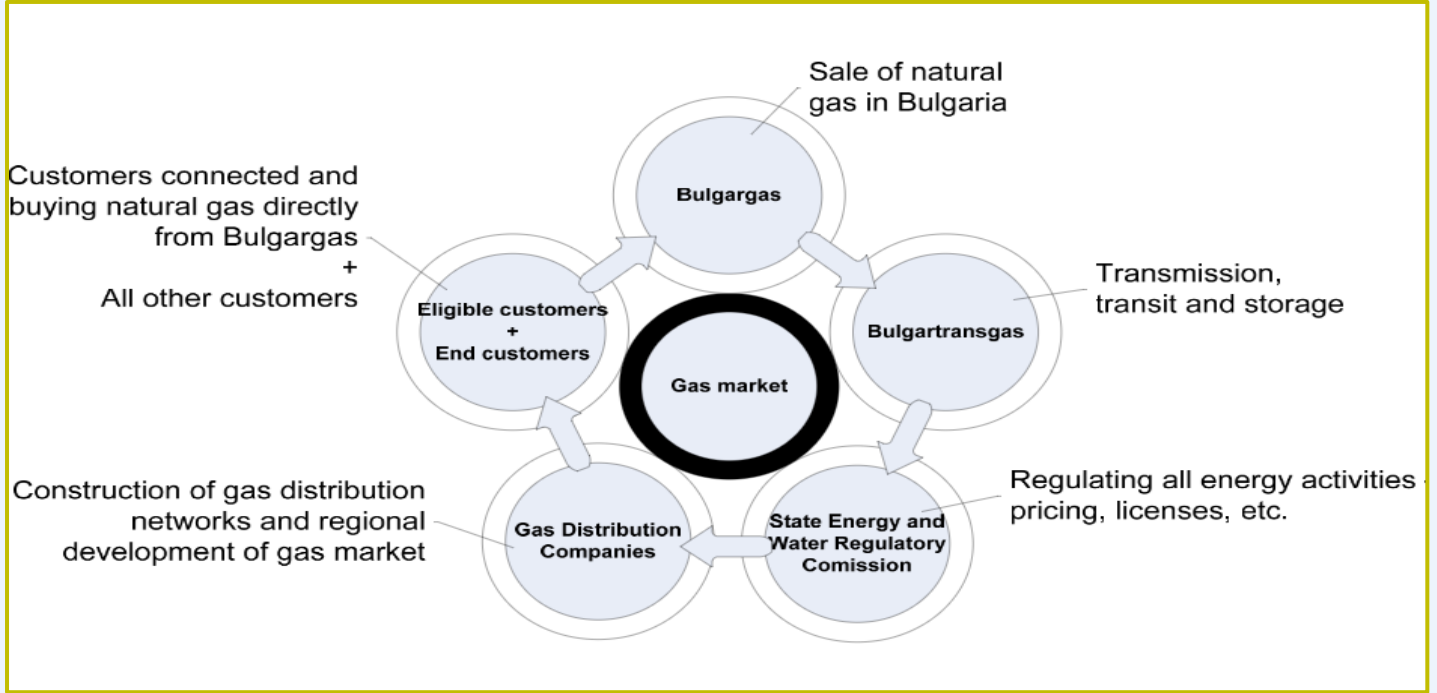 Sale of natural
gas in Bulgaria
Customers connected and
buying natural gas directly
from Bulgargas
+
All other customers
Bulgargas
Transmission,
transit and storage
Eligible customers
+
End customers
Bulgartransgas
Gas market
Regulating all energy activities -
pricing, licenses, etc.
Construction of gas distribution
networks and regional
development of gas market
Gas Distribution
Companies
State Energy and
Water Regulatory
Comission